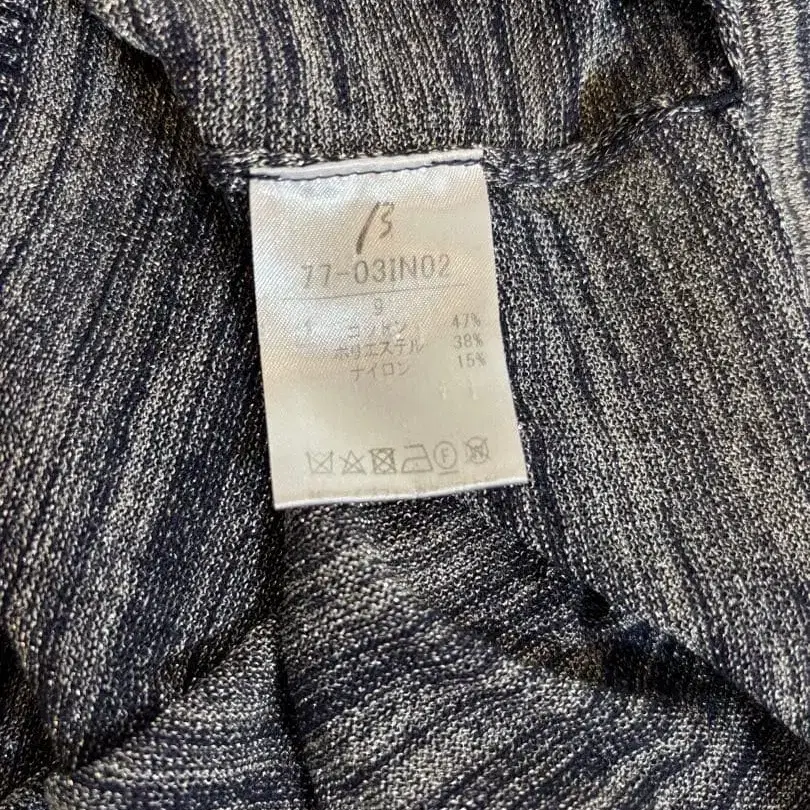 13
77-03IN02
9
コットン 47%
ポリエステル 38%
ナイロン 15%